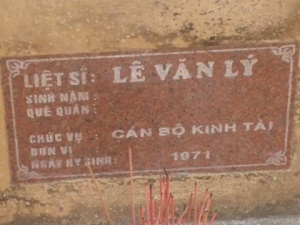 LIỆT SĨ: LÊ VĂN LÝ
SINH NĂM:
QUÊ QUÁN:
CHỨC VỤ: CÁN BỘ KINH TÀI
ĐƠN VỊ
NGÀY HY SINH: 1971